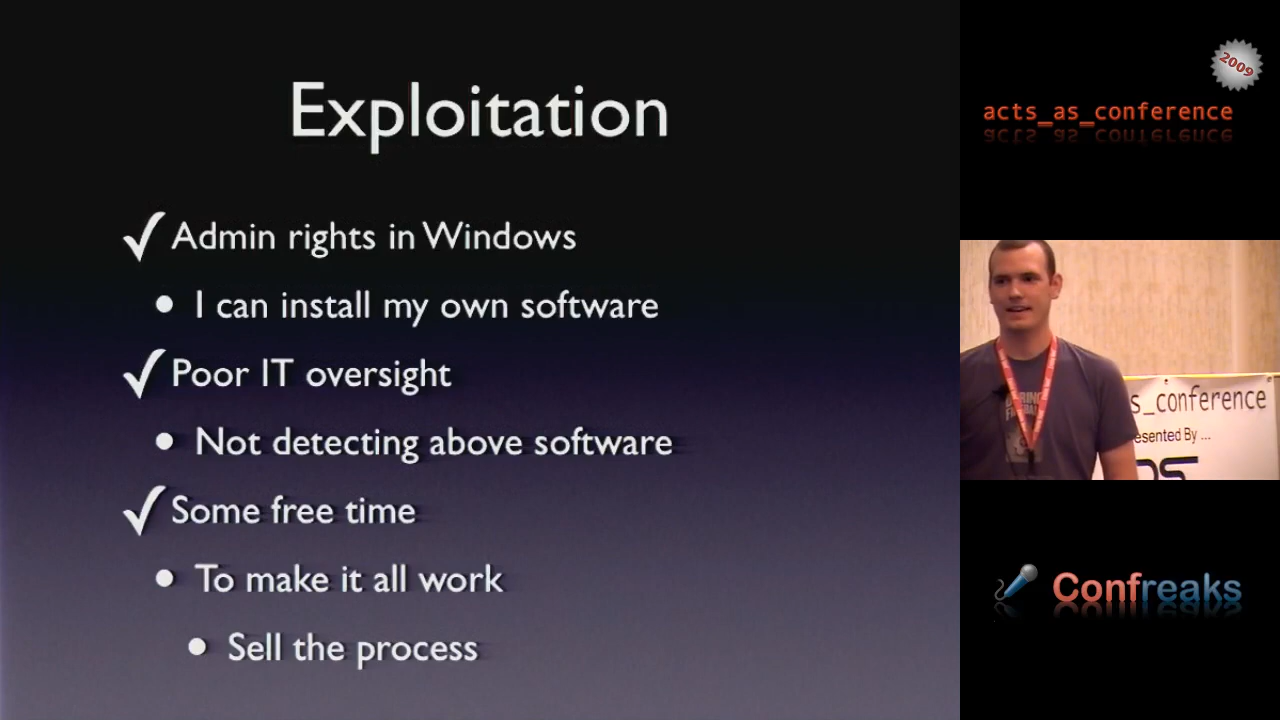 Exploitation
✓ Admin rights in Windows
• I can install my own software
✓ Poor IT oversight
• Not detecting above software
✓ Some free time
• To make it all work
• Sell the process
2009
acts_as_conference
s_conference
esented By ...
Confreaks